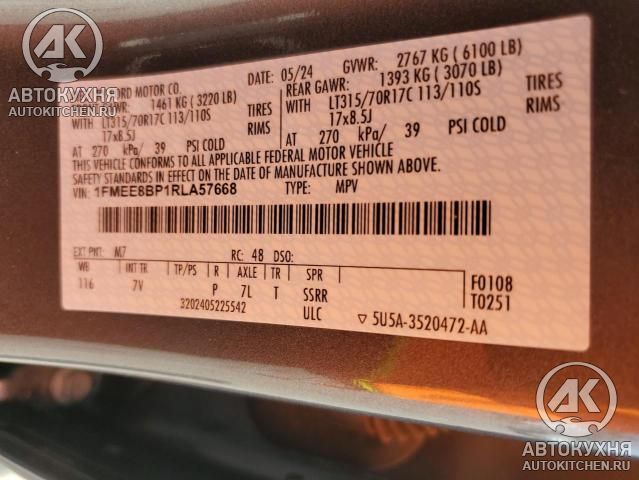 FORD MOTOR CO.
DATE: 05/24 GVWR: 2767 KG ( 6100 LB)
GAWR: 1461 KG ( 3220 LB) REAR GAWR: 1393 KG ( 3070 LB)
WITH LT315/70R17C 113/110S TIRES WITH LT315/70R17C 113/110S TIRES
17x8.5J RIMS 17x8.5J RIMS
AT 270 kPa/ 39 PSI COLD AT 270 kPa/ 39 PSI COLD
THIS VEHICLE CONFORMS TO ALL APPLICABLE FEDERAL MOTOR VEHICLE
SAFETY STANDARDS IN EFFECT ON THE DATE OF MANUFACTURE SHOWN ABOVE.
VIN: 1FMEE8BP1RLA57668 TYPE: MPV
EXT PNT: M7 RC: 48 DSO:
WB INT TR TP/PS R AXLE TR SPR
116 7V P 7L T SSRR
F0108
T0251
3202405225542 ULC ▽ 5U5A-3520472-AA
АК
АВТОКУХНЯ
AUTOKITCHEN.RU
АК
АВТОКУХНЯ
AUTOKITCHEN.RU